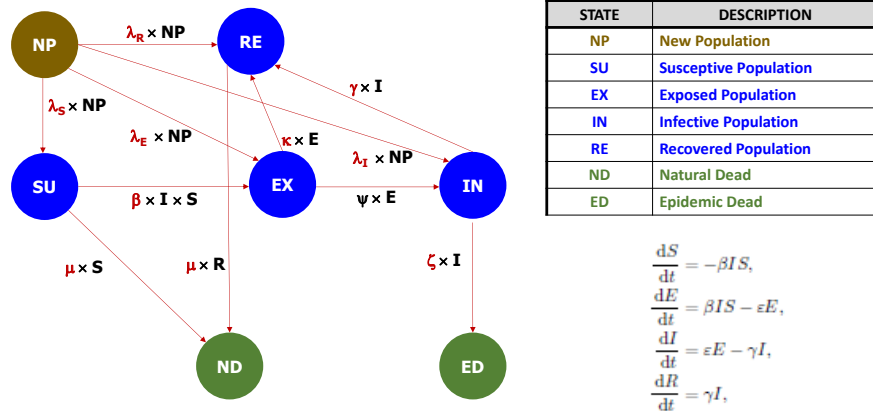 NP
λR × NP
RE
γ × I
λS × NP
λE × NP
κ × E
λI × NP
SU
β × I × S
EX
ψ × E
IN
μ × S
μ × R
ζ × I
ND
ED
STATE DESCRIPTION
NP New Population
SU Susceptive Population
EX Exposed Population
IN Infective Population
RE Recovered Population
ND Natural Dead
ED Epidemic Dead
dS/dt = −βIS,
dE/dt = βIS − εE,
dI/dt = εE − γI,
dR/dt = γI,